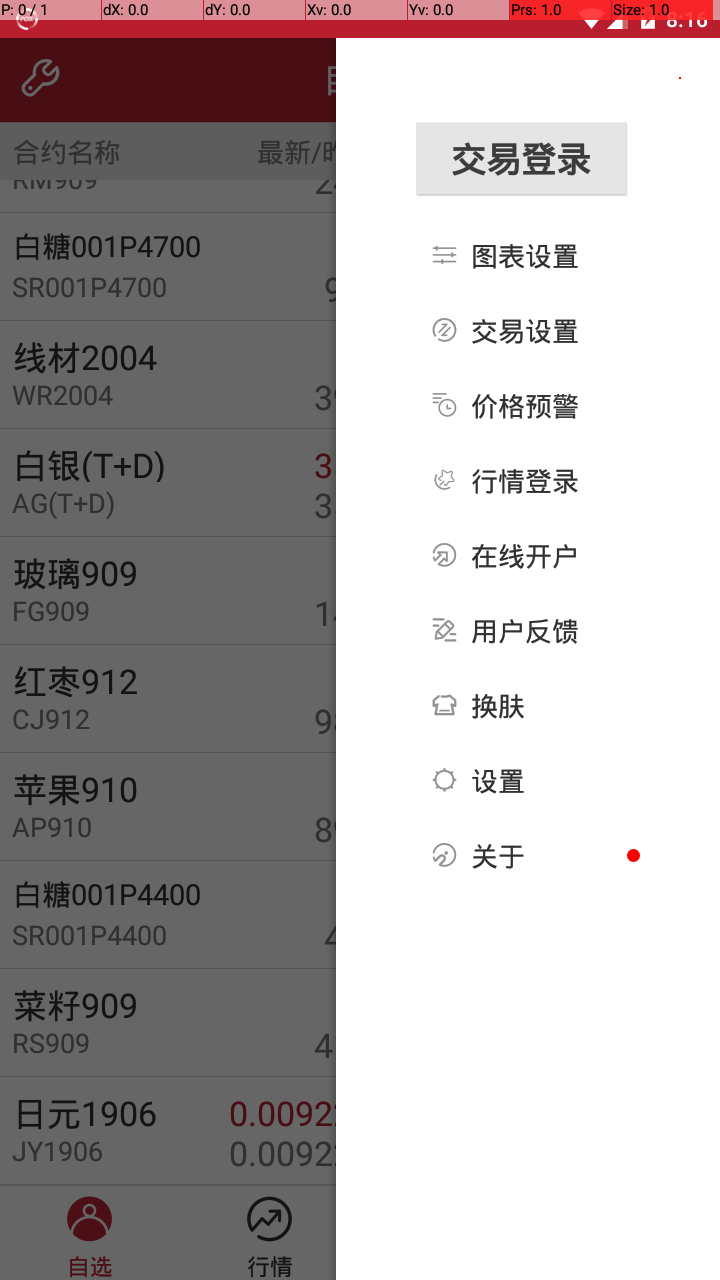 P: 0 / 1 dX: 0.0 dY: 0.0 Xv: 0.0 Yv: 0.0 Prs: 1.0 Size: 1.0
8:16
合约名称 最新/昨
RM909
白糖001P4700
SR001P4700
线材2004
WR2004
白银(T+D)
AG(T+D)
玻璃909
FG909
红枣912
CJ912
苹果910
AP910
白糖001P4400
SR001P4400
菜籽909
RS909
日元1906 0.0092
JY1906 0.0092
自选 行情
交易登录
图表设置
交易设置
价格预警
行情登录
在线开户
用户反馈
换肤
设置
关于